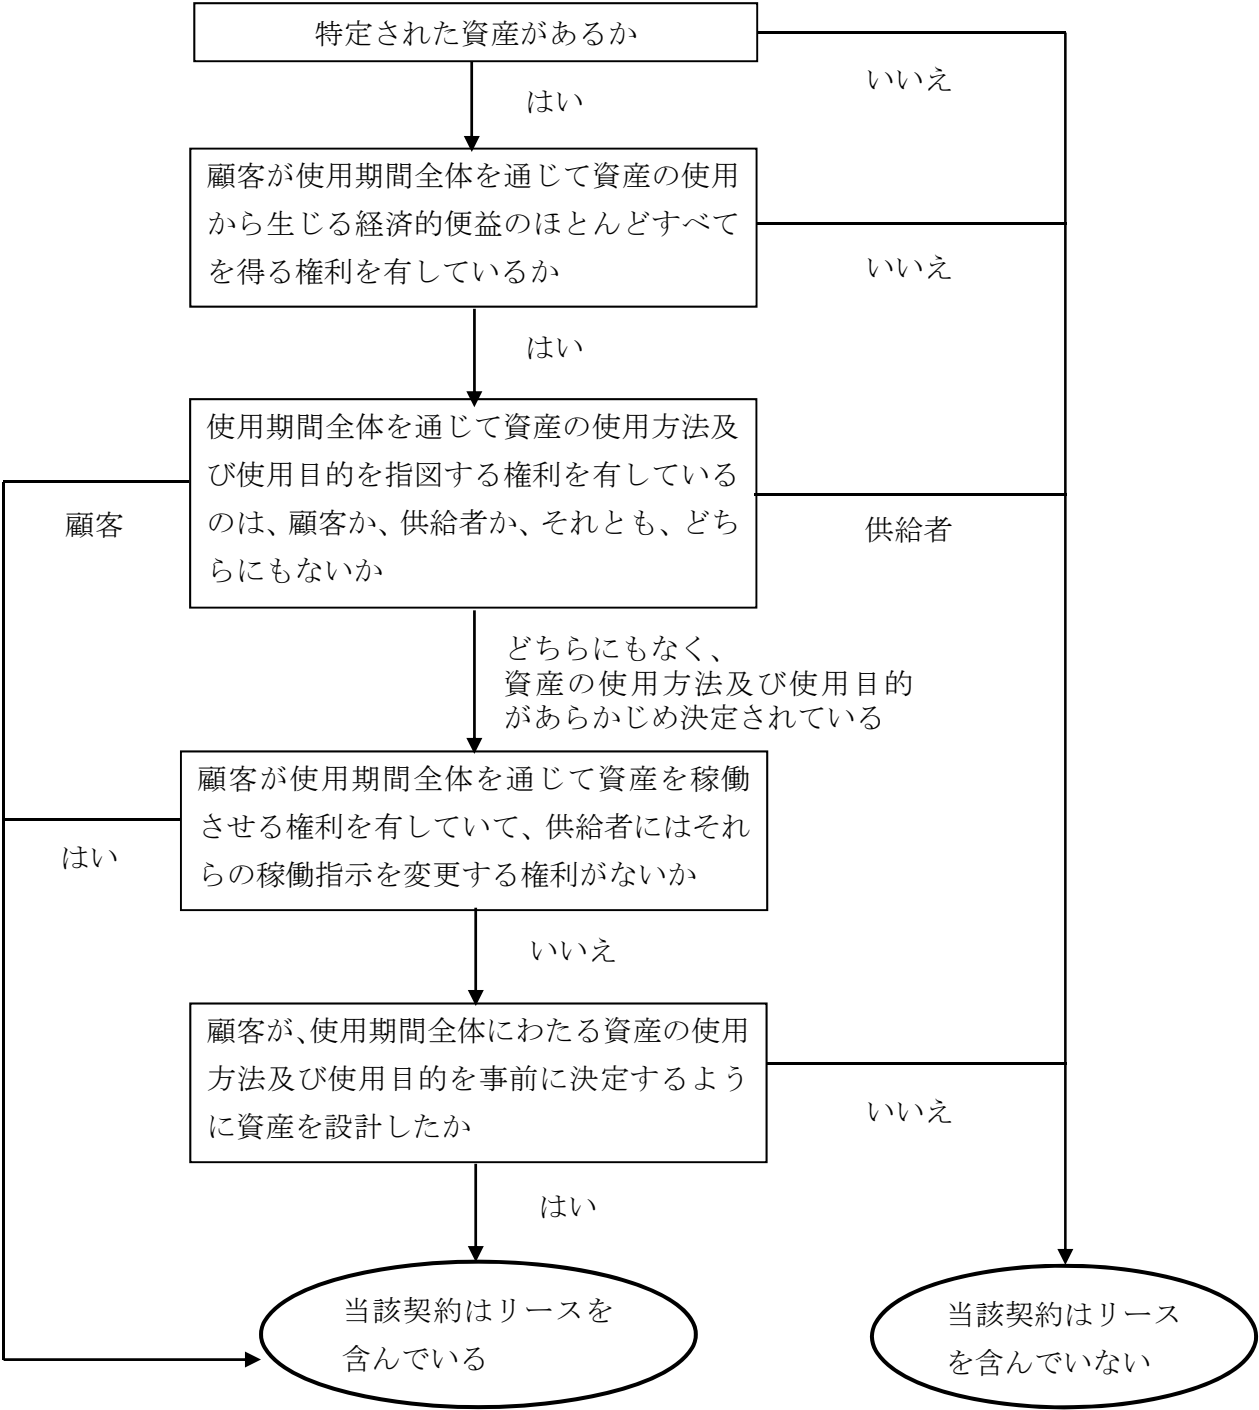 特定された資産があるか
いいえ
はい
顧客が使用期間全体を通じて資産の使用
から生じる経済的便益のほとんどすべて
を得る権利を有しているか
いいえ
はい
使用期間全体を通じて資産の使用方法及
び使用目的を指図する権利を有している
のは、顧客か、供給者か、それとも、どち
らにもないか
顧客
供給者
どちらにもなく、
資産の使用方法及び使用目的
があらかじめ決定されている
顧客が使用期間全体を通じて資産を稼働
させる権利を有していて、供給者にはそれ
らの稼働指示を変更する権利がないか
はい
いいえ
顧客が、使用期間全体にわたる資産の使用
方法及び使用目的を事前に決定するよう
に資産を設計したか
いいえ
はい
当該契約はリースを
含んでいる
当該契約はリース
を含んでいない